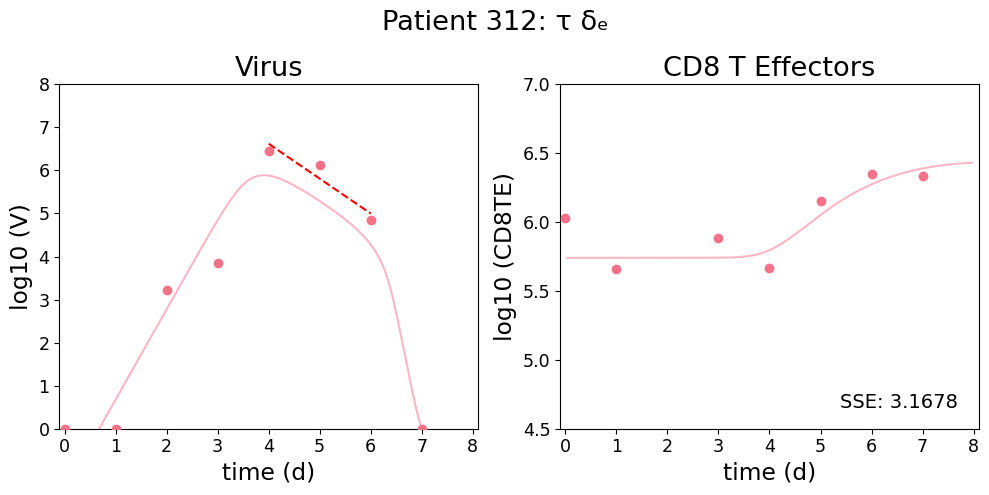 Patient 312: τ δₑ
Virus
CD8 T Effectors
log10 (V)
8
7
6
5
4
3
2
1
0
0 1 2 3 4 5 6 7 8
time (d)
log10 (CD8TE)
7.0
6.5
6.0
5.5
5.0
4.5
SSE: 3.1678
0 1 2 3 4 5 6 7 8
time (d)